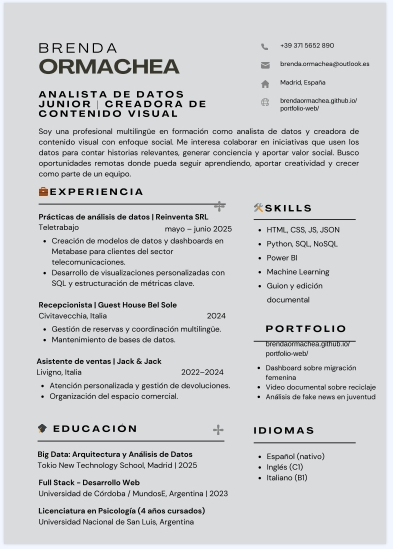 BRENDA
ORMACHEA
ANALISTA DE DATOS
JUNIOR | CREADORA DE
CONTENIDO VISUAL
+39 371 5652 890
brenda.ormachea@outlook.es
Madrid, España
brendaormachea.github.io/
portfolio-web/
Soy una profesional multilingüe en formación como analista de datos y creadora de
contenido visual con enfoque social. Me interesa colaborar en iniciativas que usen los
datos para contar historias relevantes, generar conciencia y aportar valor social. Busco
oportunidades remotas donde pueda seguir aprendiendo, aportar creatividad y crecer
como parte de un equipo.
EXPERIENCIA
Prácticas de análisis de datos | Reinventa SRL
Teletrabajo mayo – junio 2025
• Creación de modelos de datos y dashboards en
Metabase para clientes del sector
telecomunicaciones.
• Desarrollo de visualizaciones personalizadas con
SQL y estructuración de métricas clave.
Recepcionista | Guest House Bel Sole
Civitavecchia, Italia 2024
• Gestión de reservas y coordinación multilingüe.
• Mantenimiento de bases de datos.
Asistente de ventas | Jack & Jack
Livigno, Italia 2022–2024
• Atención personalizada y gestión de devoluciones.
• Organización del espacio comercial.
EDUCACIÓN
Big Data: Arquitectura y Análisis de Datos
Tokio New Technology School, Madrid | 2025
Full Stack - Desarrollo Web
Universidad de Córdoba / MundosE, Argentina | 2023
Licenciatura en Psicología (4 años cursados)
Universidad Nacional de San Luis, Argentina
SKILLS
• HTML, CSS, JS, JSON
• Python, SQL, NoSQL
• Power BI
• Machine Learning
• Guion y edición
documental
PORTFOLIO
brendaormachea.github.io/
portfolio-web/
• Dashboard sobre migración
femenina
• Video documental sobre reciclaje
• Análisis de fake news en juventud
IDIOMAS
• Español (nativo)
• Inglés (C1)
• Italiano (B1)